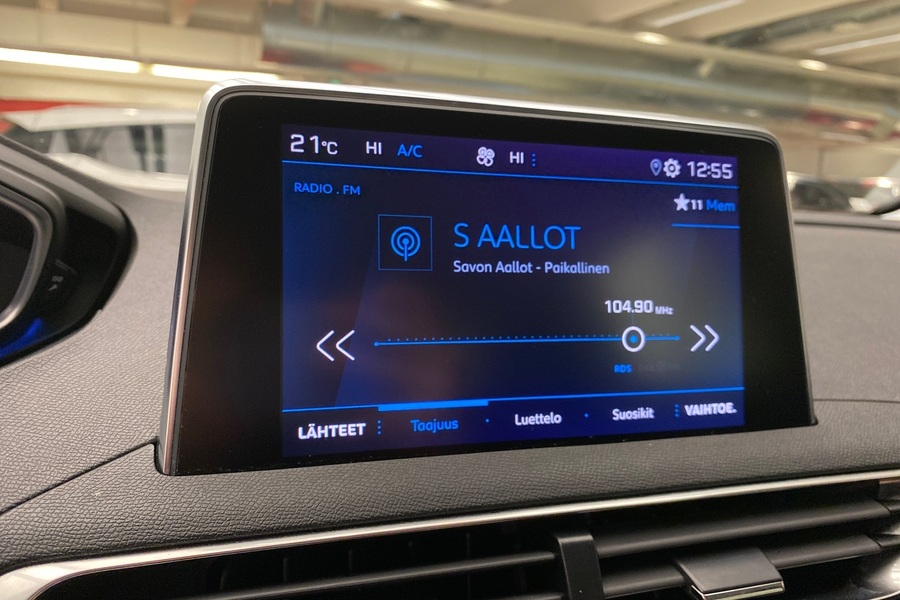 21°C HI A/C HI 12:55
RADIO . FM
★11 Mem
S AALLOT
Savon Aallot - Paikallinen
104.90 MHz
RDS
LÄHTEET Taajuus Luettelo Suosikit VAIHTOE.